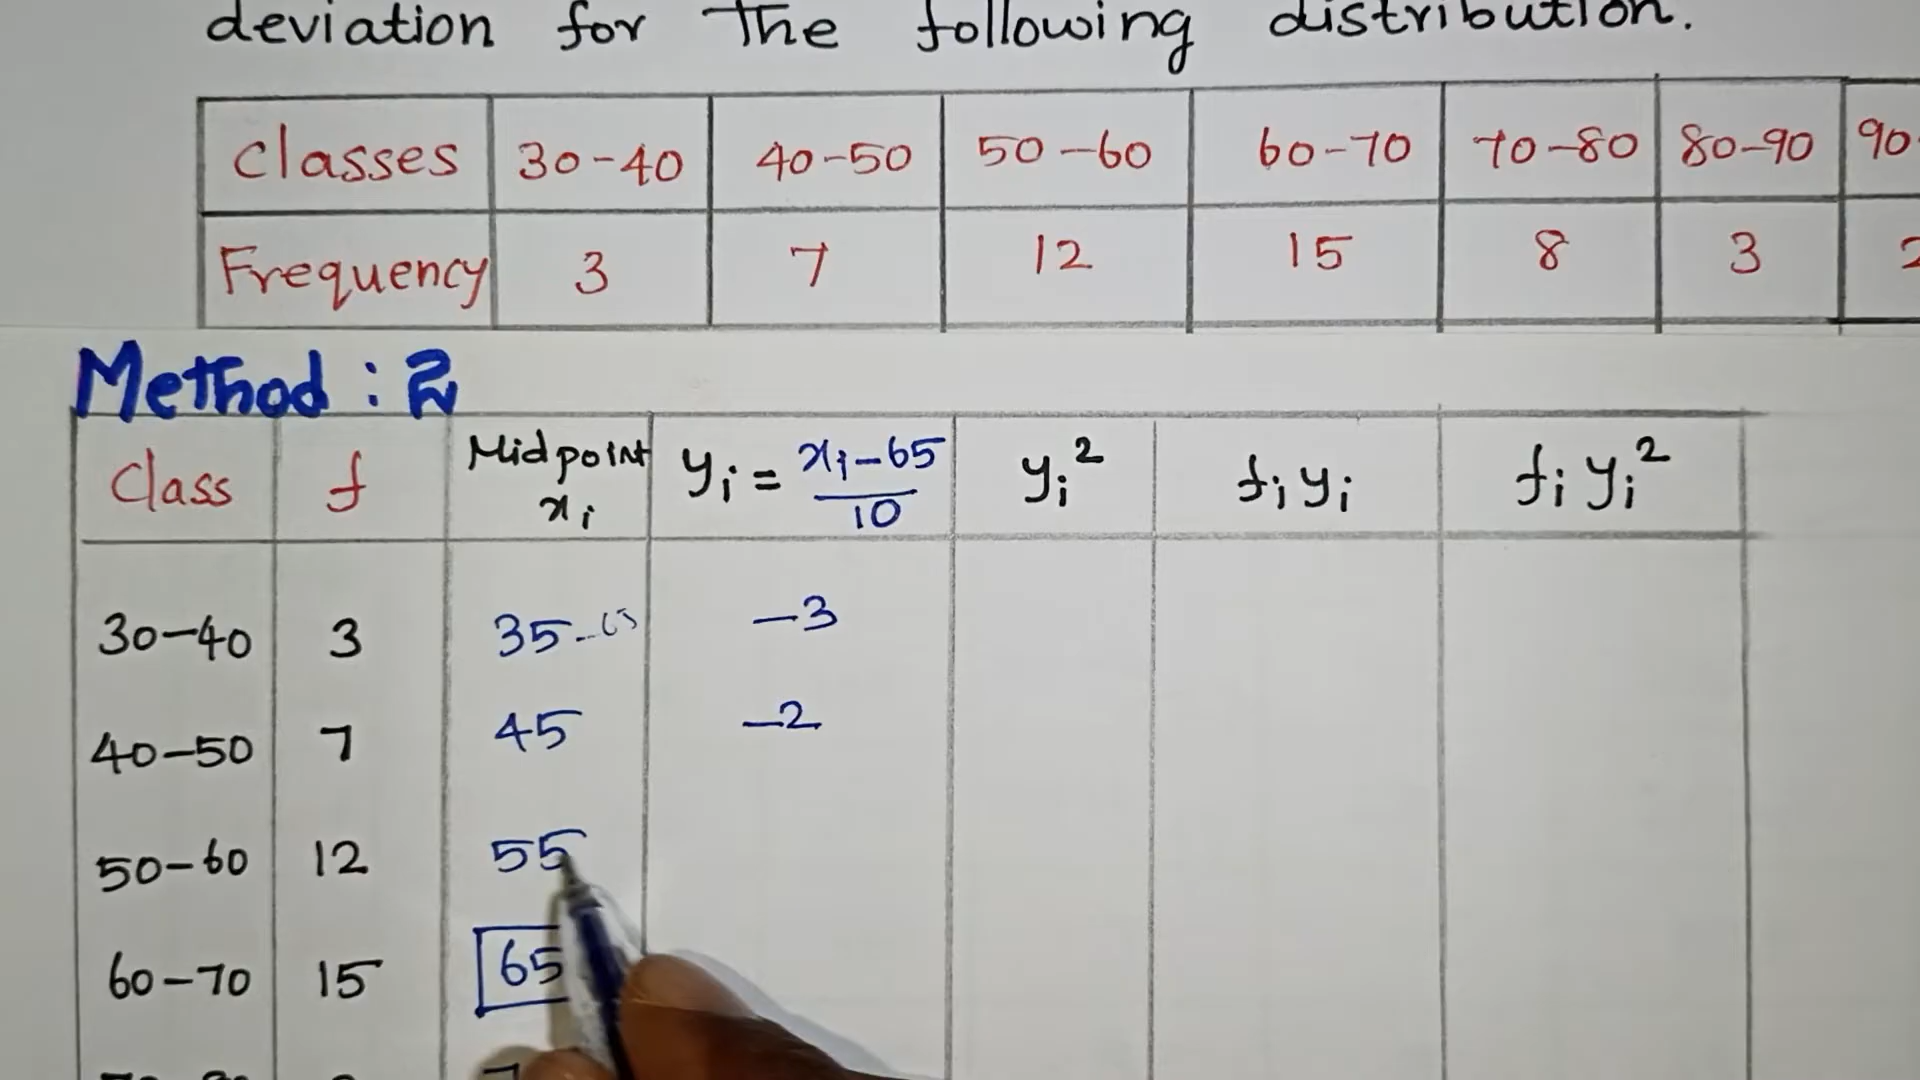 deviation for the following distribution.
Classes 30-40 40-50 50-60 60-70 70-80 80-90 90
Frequency 3 7 12 15 8 3 2
Method : 2
Class f Midpoint xi yi = xi-65/10 yi² fiyi fiyi²
30-40 3 35-65 -3
40-50 7 45 -2
50-60 12 55
60-70 15 65